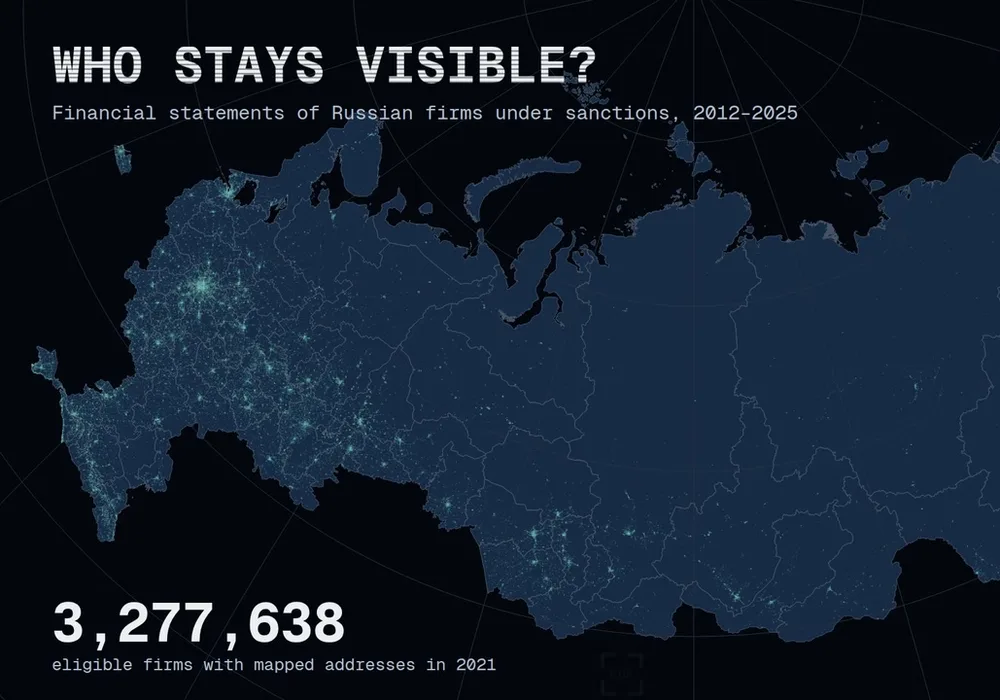 WHO STAYS VISIBLE?
Financial statements of Russian firms under sanctions, 2012-2025
3,277,638
eligible firms with mapped addresses in 2021